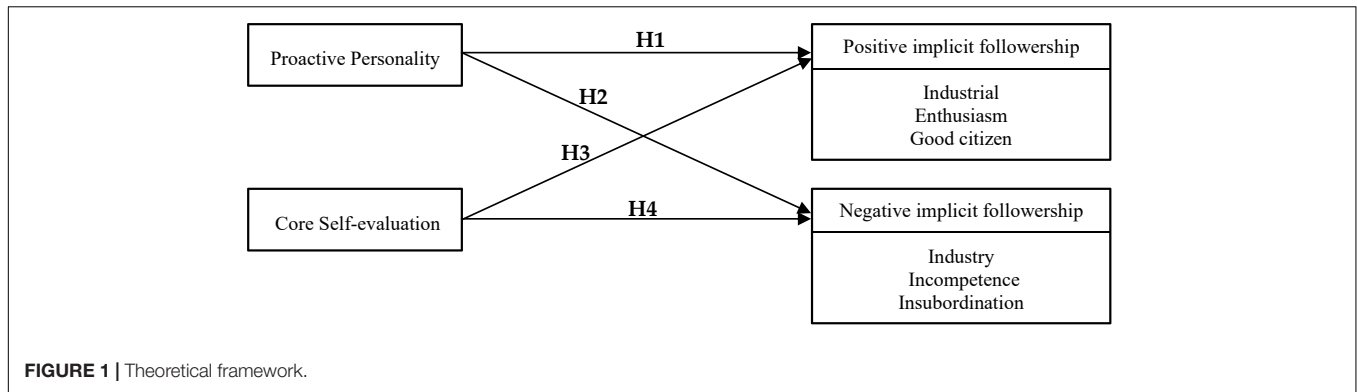 Proactive Personality
H1
Positive implicit followership
Industrial
Enthusiasm
Good citizen
H2
H3
Core Self-evaluation
H4
Negative implicit followership
Industry
Incompetence
Insubordination
FIGURE 1 | Theoretical framework.